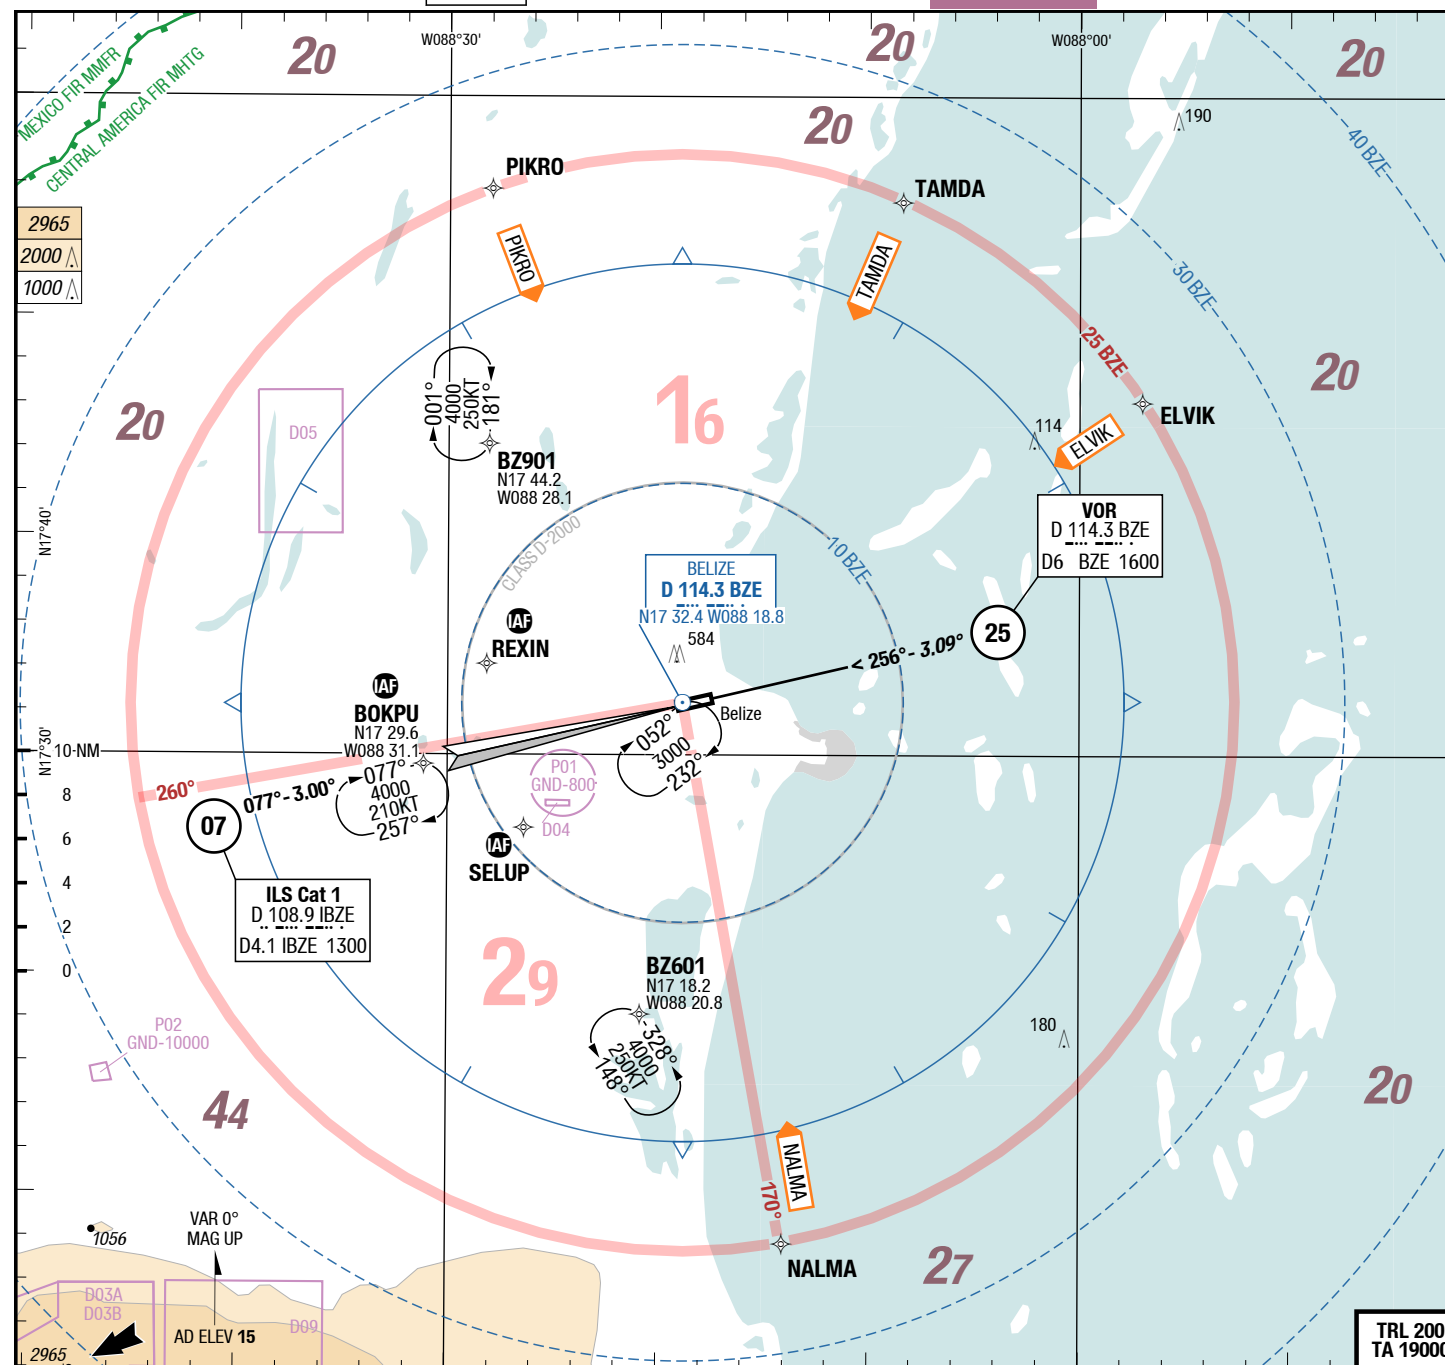 W088°30'
W088°00'
20
20
20
MEXICO FIR MMFR
CENTRAL AMERICA FIR MHTG
20
190
40 BZE
PIKRO
TAMDA
2965
2000
1000
PIKRO
TAMDA
30 BZE
25 BZE
20
001°
4000
250KT
181°
16
20
D05
114
ELVIK
ELVIK
BZ901
N17 44.2
W088 28.1
N17°40'
CLASS D-2000
10 BZE
VOR
D 114.3 BZE
D6 BZE 1600
BELIZE
D 114.3 BZE
N17 32.4 W088 18.8
IAF
REXIN
584
25
< 256°- 3.09°
IAF
BOKPU
N17 29.6
W088 31.1
Belize
N17°30'
10 NM
8
6
4
2
0
260°
077°- 3.00°
077°
4000
210KT
257°
052°
3000
232°
P01
GND-800
D04
07
IAF
SELUP
ILS Cat 1
D 108.9 IBZE
D4.1 IBZE 1300
29
BZ601
N17 18.2
W088 20.8
328°
4000
250KT
148°
180
P02
GND-10000
44
20
NALMA
170°
NALMA
27
1056
VAR 0°
MAG UP
D03A
D03B
D09
AD ELEV 15
2965
TRL 200
TA 19000